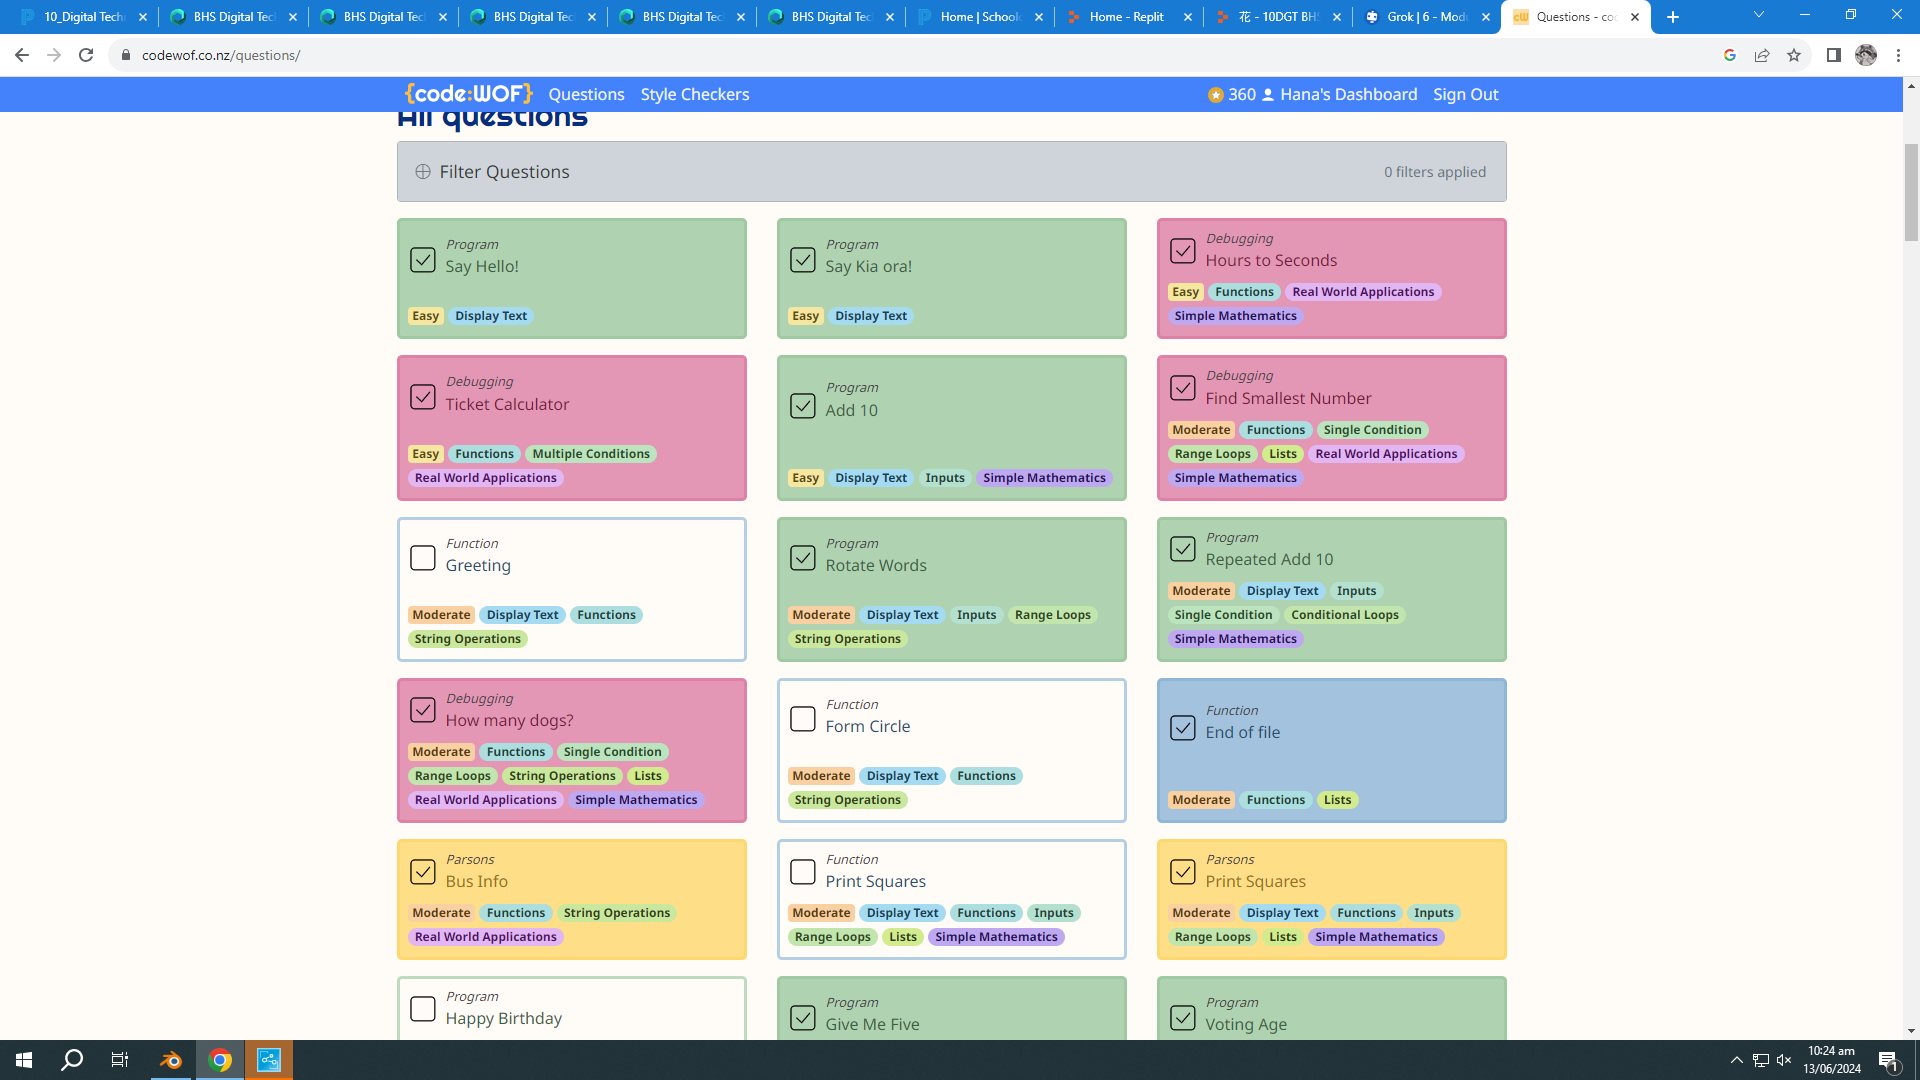 10_Digital Tech
BHS Digital Tec
BHS Digital Tec
BHS Digital Tec
BHS Digital Tec
BHS Digital Tec
Home | Schoolo
Home - Replit
花 - 10DGT BHS
Grok | 6 - Modu
Questions - cod
codewof.co.nz/questions/
{code:WOF} Questions Style Checkers 360 Hana's Dashboard Sign Out
All questions
Filter Questions 0 filters applied
Program
Say Hello!
Easy Display Text
Program
Say Kia ora!
Easy Display Text
Debugging
Hours to Seconds
Easy Functions Real World Applications
Simple Mathematics
Debugging
Ticket Calculator
Easy Functions Multiple Conditions
Real World Applications
Program
Add 10
Easy Display Text Inputs Simple Mathematics
Debugging
Find Smallest Number
Moderate Functions Single Condition
Range Loops Lists Real World Applications
Simple Mathematics
Function
Greeting
Moderate Display Text Functions
String Operations
Program
Rotate Words
Moderate Display Text Inputs Range Loops
String Operations
Program
Repeated Add 10
Moderate Display Text Inputs
Single Condition Conditional Loops
Simple Mathematics
Debugging
How many dogs?
Moderate Functions Single Condition
Range Loops String Operations Lists
Real World Applications Simple Mathematics
Function
Form Circle
Moderate Display Text Functions
String Operations
Function
End of file
Moderate Functions Lists
Parsons
Bus Info
Moderate Functions String Operations
Real World Applications
Function
Print Squares
Moderate Display Text Functions Inputs
Range Loops Lists Simple Mathematics
Parsons
Print Squares
Moderate Display Text Functions Inputs
Range Loops Lists Simple Mathematics
Program
Happy Birthday
Program
Give Me Five
Program
Voting Age
10:24 am
13/06/2024
1